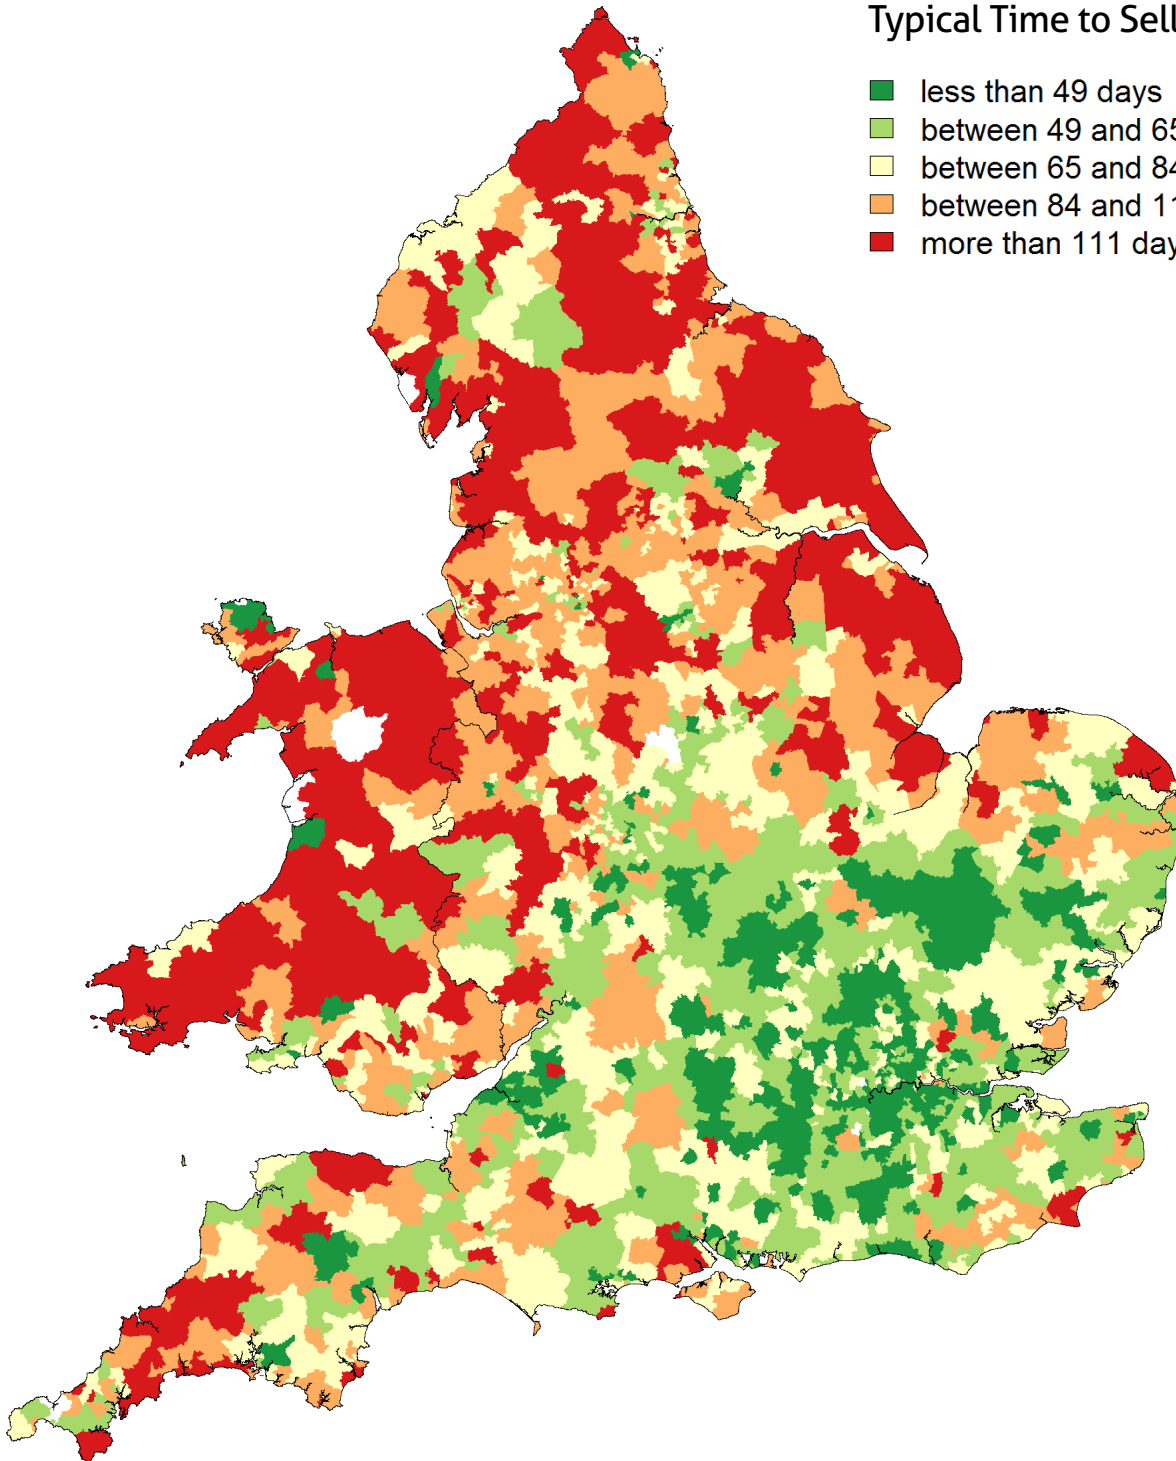 Typical Time to Sell
less than 49 days
between 49 and 65
between 65 and 84
between 84 and 11
more than 111 day